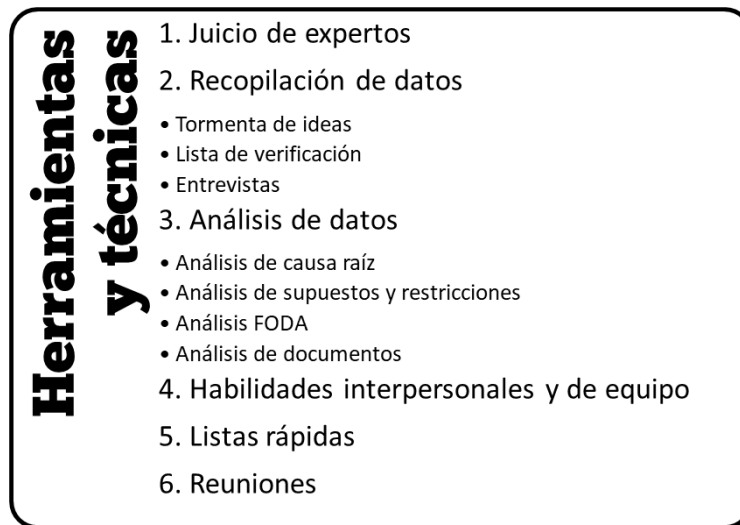 Herramientas
y técnicas
1. Juicio de expertos
2. Recopilación de datos
• Tormenta de ideas
• Lista de verificación
• Entrevistas
3. Análisis de datos
• Análisis de causa raíz
• Análisis de supuestos y restricciones
• Análisis FODA
• Análisis de documentos
4. Habilidades interpersonales y de equipo
5. Listas rápidas
6. Reuniones